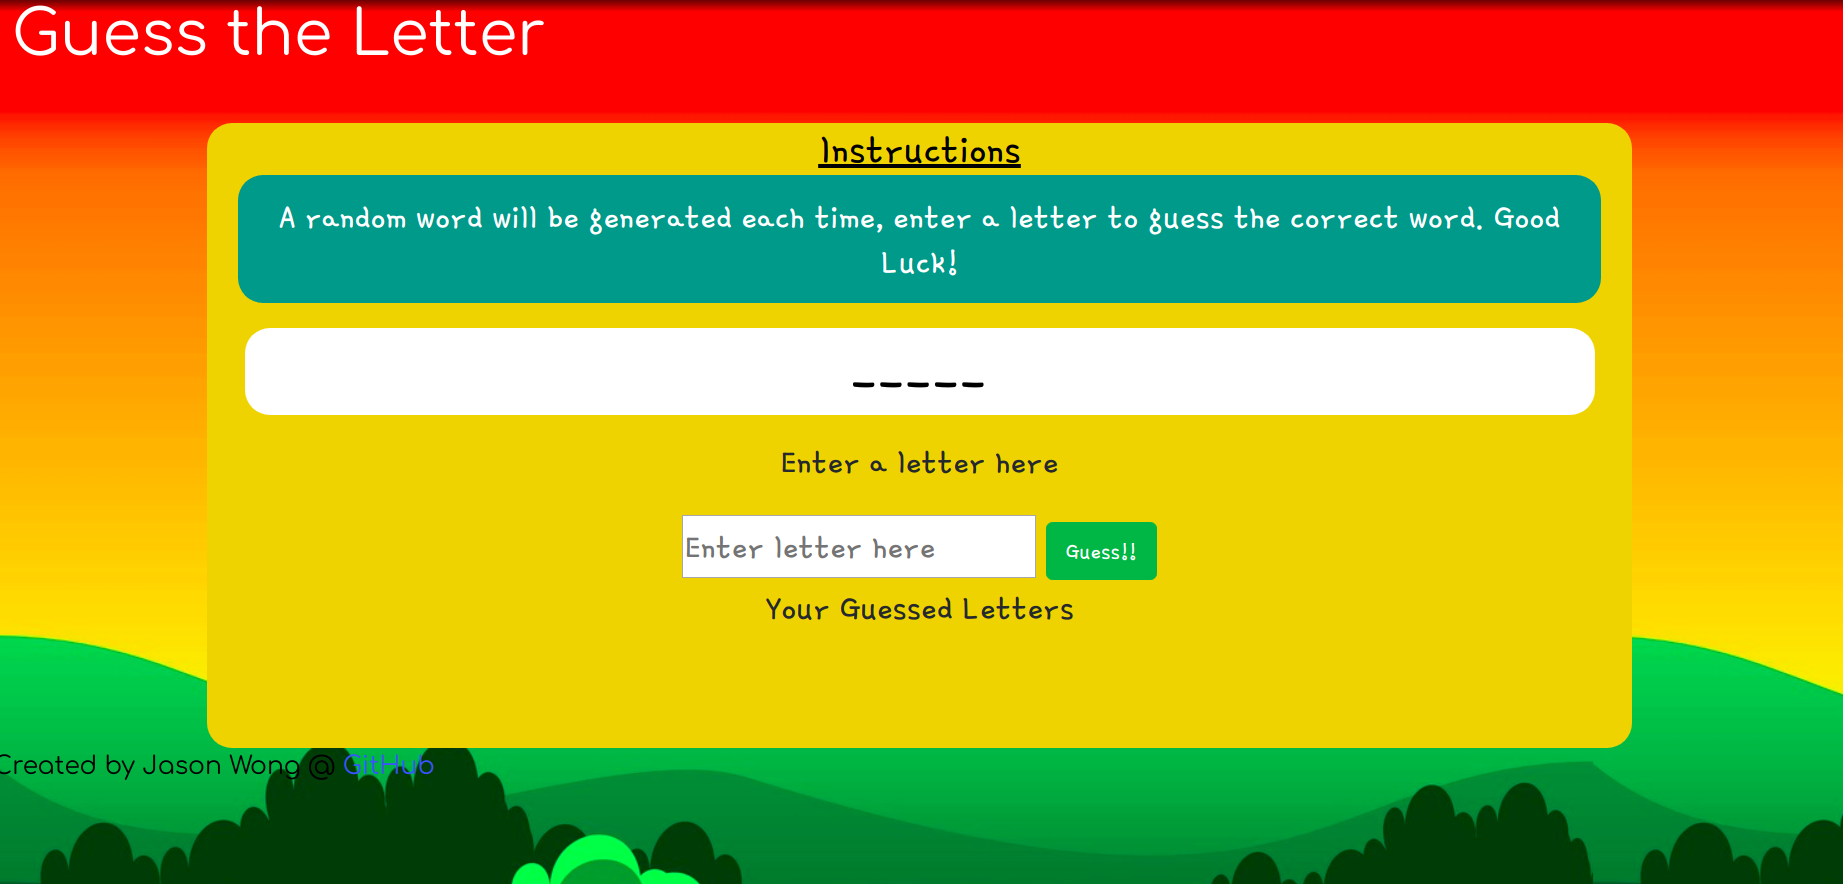 Guess the Letter
Instructions
A random word will be generated each time, enter a letter to guess the correct word. Good
Luck!
_____
Enter a letter here
Enter letter here
Guess!!
Your Guessed Letters
Created by Jason Wong @ GitHub